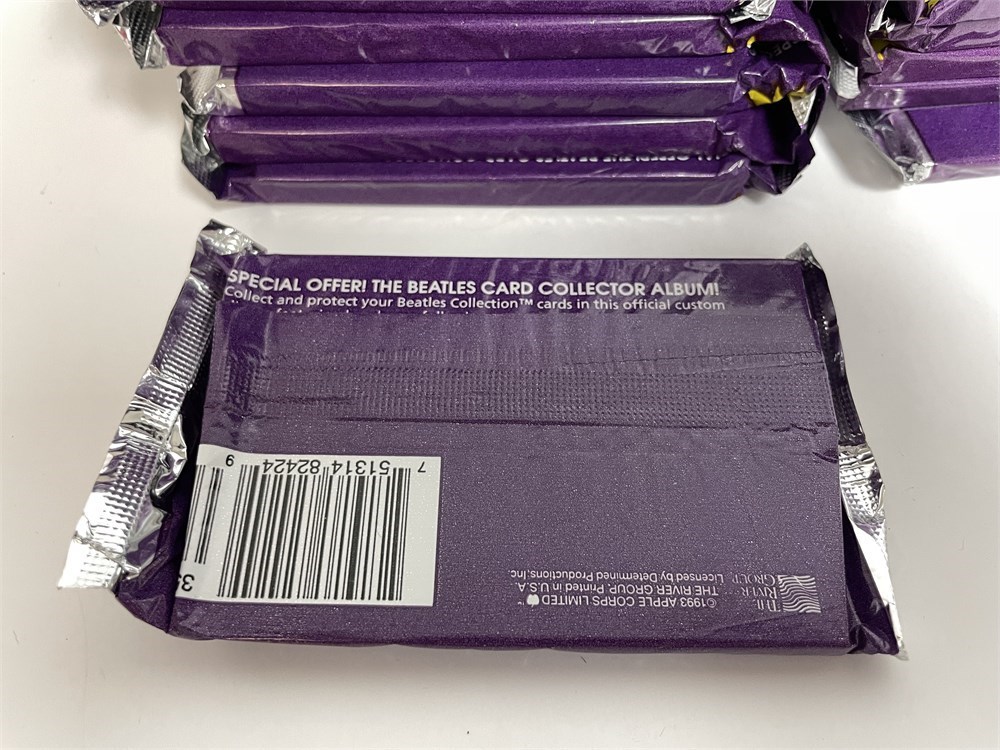 SPECIAL OFFER! THE BEATLES CARD COLLECTOR ALBUM!
Collect and protect your Beatles Collection™ cards in this official custom
7 51314 82424 9
©1993 APPLE CORPS LIMITED ™
THE RIVER GROUP. Printed in U.S.A.
Licensed by Determined Productions, Inc.
THE
RIVER
GROUP